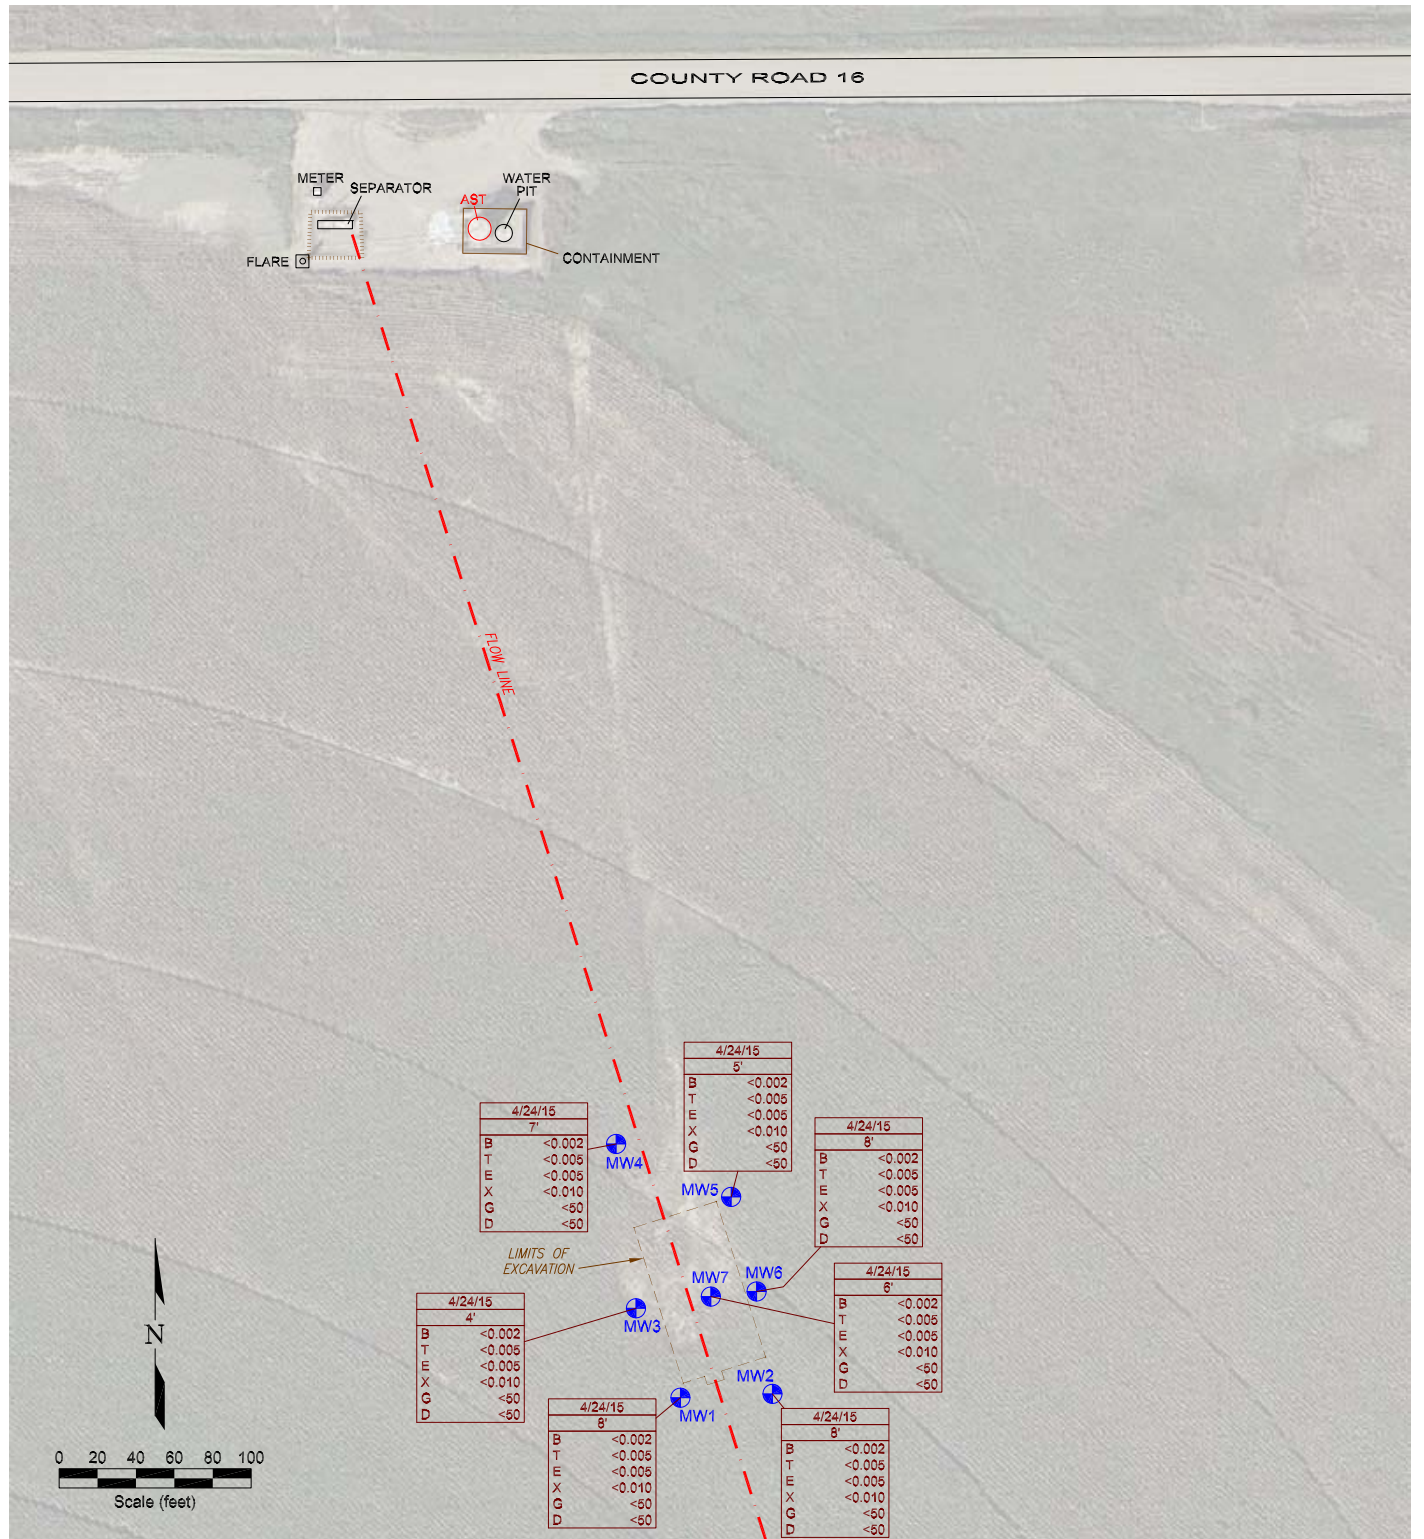 COUNTY ROAD 16
METER
SEPARATOR
AST
WATER
PIT
FLARE
CONTAINMENT
FLOW LINE
4/24/15
5'
B <0.002
T <0.005
E <0.005
X <0.010
G <50
D <50
MW5
4/24/15
7'
B <0.002
T <0.005
E <0.005
X <0.010
G <50
D <50
MW4
4/24/15
8'
B <0.002
T <0.005
E <0.005
X <0.010
G <50
D <50
MW6
LIMITS OF
EXCAVATION
MW7
4/24/15
6'
B <0.002
T <0.005
E <0.005
X <0.010
G <50
D <50
4/24/15
4'
B <0.002
T <0.005
E <0.005
X <0.010
G <50
D <50
MW3
MW2
4/24/15
8'
B <0.002
T <0.005
E <0.005
X <0.010
G <50
D <50
MW1
4/24/15
8'
B <0.002
T <0.005
E <0.005
X <0.010
G <50
D <50
N
0 20 40 60 80 100
Scale (feet)